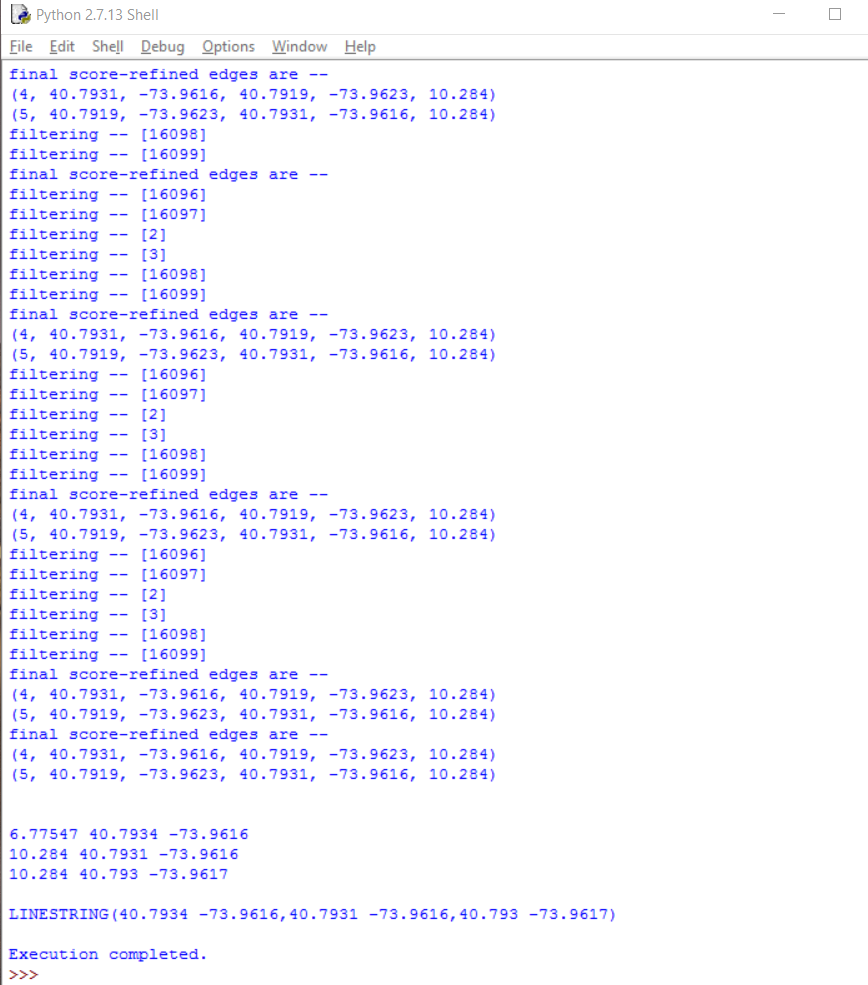 Python 2.7.13 Shell
File Edit Shell Debug Options Window Help
final score-refined edges are --
(4, 40.7931, -73.9616, 40.7919, -73.9623, 10.284)
(5, 40.7919, -73.9623, 40.7931, -73.9616, 10.284)
filtering -- [16098]
filtering -- [16099]
final score-refined edges are --
filtering -- [16096]
filtering -- [16097]
filtering -- [2]
filtering -- [3]
filtering -- [16098]
filtering -- [16099]
final score-refined edges are --
(4, 40.7931, -73.9616, 40.7919, -73.9623, 10.284)
(5, 40.7919, -73.9623, 40.7931, -73.9616, 10.284)
filtering -- [16096]
filtering -- [16097]
filtering -- [2]
filtering -- [3]
filtering -- [16098]
filtering -- [16099]
final score-refined edges are --
(4, 40.7931, -73.9616, 40.7919, -73.9623, 10.284)
(5, 40.7919, -73.9623, 40.7931, -73.9616, 10.284)
filtering -- [16096]
filtering -- [16097]
filtering -- [2]
filtering -- [3]
filtering -- [16098]
filtering -- [16099]
final score-refined edges are --
(4, 40.7931, -73.9616, 40.7919, -73.9623, 10.284)
(5, 40.7919, -73.9623, 40.7931, -73.9616, 10.284)
final score-refined edges are --
(4, 40.7931, -73.9616, 40.7919, -73.9623, 10.284)
(5, 40.7919, -73.9623, 40.7931, -73.9616, 10.284)
6.77547 40.7934 -73.9616
10.284 40.7931 -73.9616
10.284 40.793 -73.9617
LINESTRING(40.7934 -73.9616,40.7931 -73.9616,40.793 -73.9617)
Execution completed.
>>>